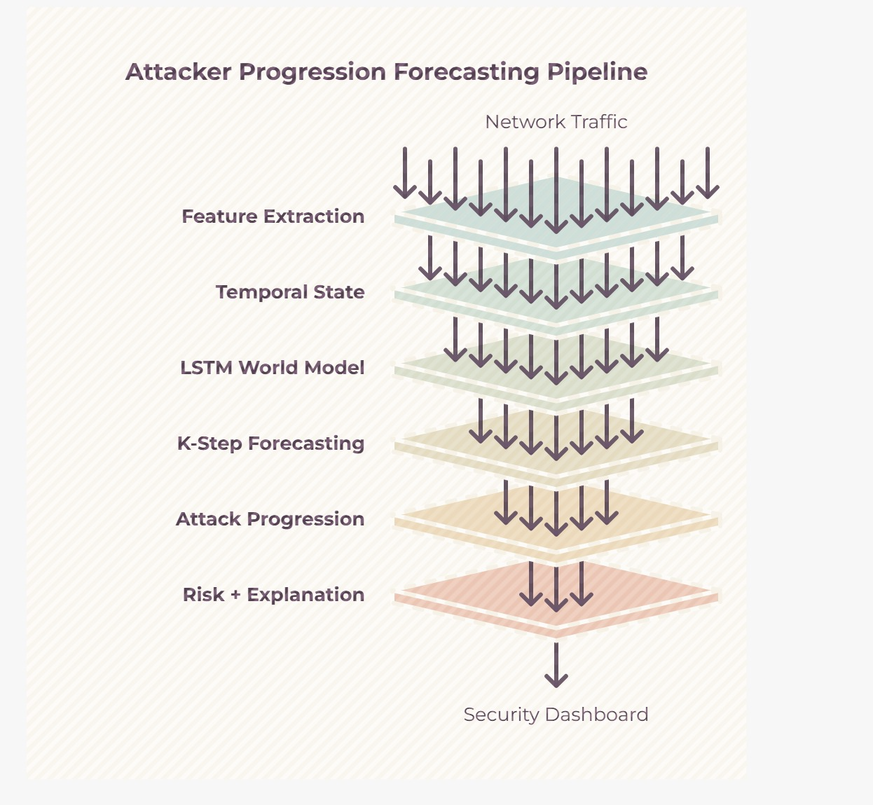 Attacker Progression Forecasting Pipeline
Network Traffic
Feature Extraction
Temporal State
LSTM World Model
K-Step Forecasting
Attack Progression
Risk + Explanation
Security Dashboard